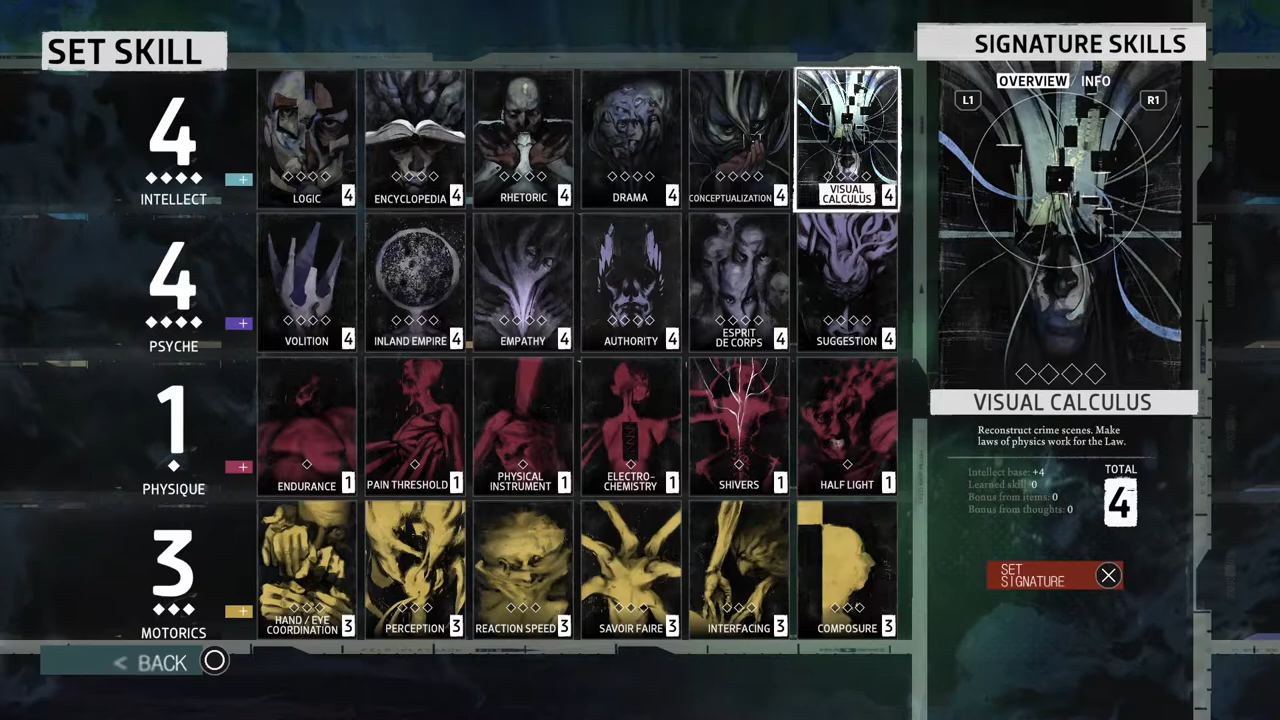 SET SKILL
SIGNATURE SKILLS
OVERVIEW / INFO
L1
R1
4
INTELLECT
+
LOGIC 4
ENCYCLOPEDIA 4
RHETORIC 4
DRAMA 4
CONCEPTUALIZATION 4
VISUAL
CALCULUS 4
4
PSYCHE
+
VOLITION 4
INLAND EMPIRE 4
EMPATHY 4
AUTHORITY 4
ESPRIT
DE CORPS 4
SUGGESTION 4
1
PHYSIQUE
+
ENDURANCE 1
PAIN THRESHOLD 1
PHYSICAL
INSTRUMENT 1
ELECTRO-
CHEMISTRY 1
SHIVERS 1
HALF LIGHT 1
3
MOTORICS
+
HAND / EYE
COORDINATION 3
PERCEPTION 3
REACTION SPEED 3
SAVOIR FAIRE 3
INTERFACING 3
COMPOSURE 3
VISUAL CALCULUS
Reconstruct crime scenes. Make
laws of physics work for the Law.
Intellect base: +4
Learned skill: 0
Bonus from items: 0
Bonus from thoughts: 0
TOTAL
4
SET
SIGNATURE
< BACK